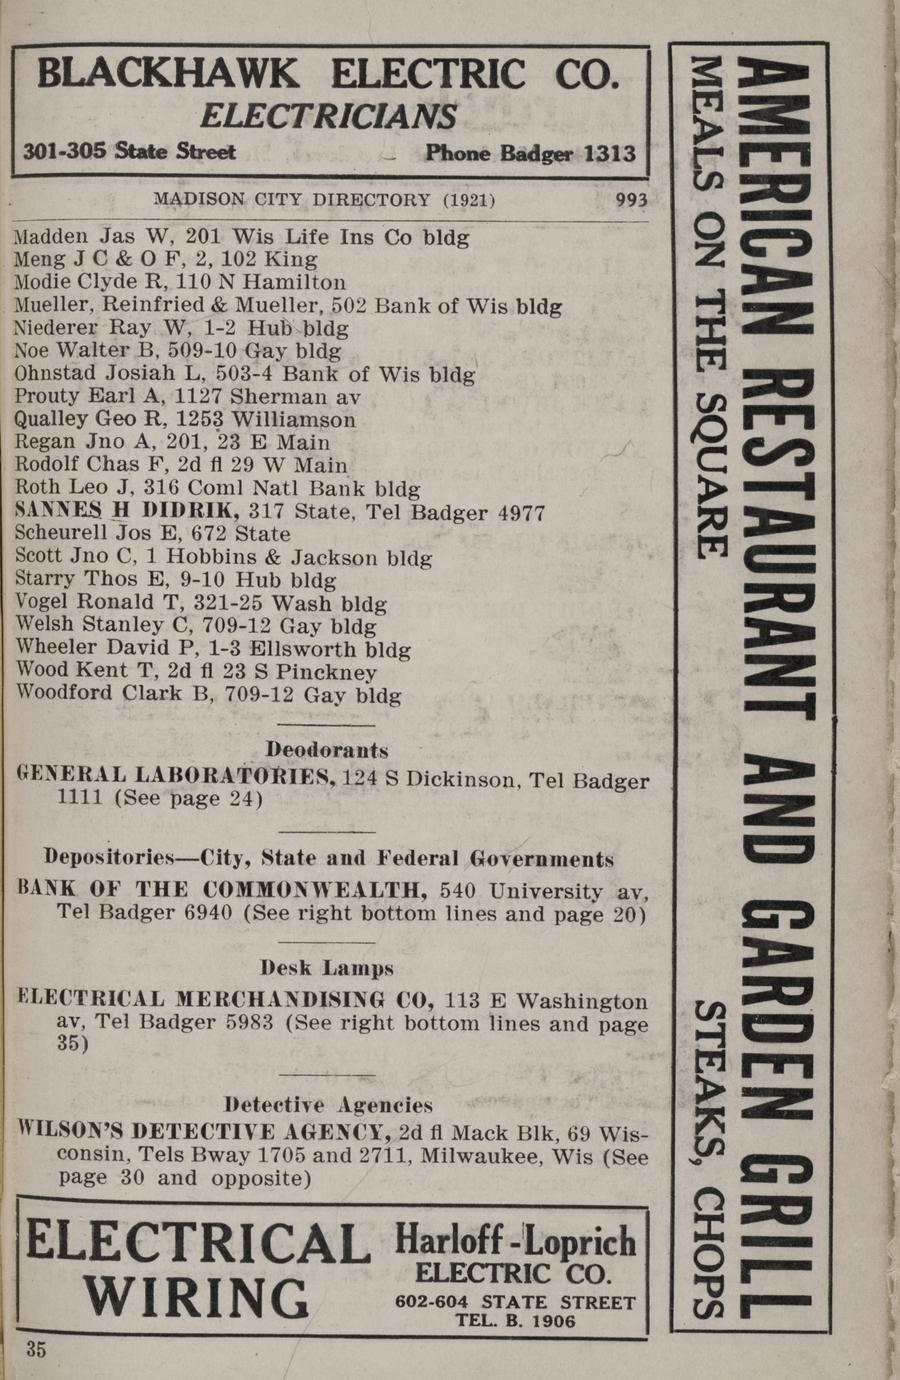 BLACKHAWK ELECTRIC CO.
ELECTRICIANS
301-305 State Street Phone Badger 1313
MADISON CITY DIRECTORY (1921) 993
Madden Jas W, 201 Wis Life Ins Co bldg
Meng J C & O F, 2, 102 King
Modie Clyde R, 110 N Hamilton
Mueller, Reinfried & Mueller, 502 Bank of Wis bldg
Niederer Ray W, 1-2 Hub bldg
Noe Walter B, 509-10 Gay bldg
Ohnstad Josiah L, 503-4 Bank of Wis bldg
Prouty Earl A, 1127 Sherman av
Qualley Geo R, 1253 Williamson
Regan Jno A, 201, 23 E Main
Rodolf Chas F, 2d fl 29 W Main
Roth Leo J, 316 Coml Natl Bank bldg
SANNES H DIDRIK, 317 State, Tel Badger 4977
Scheurell Jos E, 672 State
Scott Jno C, 1 Hobbins & Jackson bldg
Starry Thos E, 9-10 Hub bldg
Vogel Ronald T, 321-25 Wash bldg
Welsh Stanley C, 709-12 Gay bldg
Wheeler David P, 1-3 Ellsworth bldg
Wood Kent T, 2d fl 23 S Pinckney
Woodford Clark B, 709-12 Gay bldg
Deodorants
GENERAL LABORATORIES, 124 S Dickinson, Tel Badger
1111 (See page 24)
Depositories—City, State and Federal Governments
BANK OF THE COMMONWEALTH, 540 University av,
Tel Badger 6940 (See right bottom lines and page 20)
Desk Lamps
ELECTRICAL MERCHANDISING CO, 113 E Washington
av, Tel Badger 5983 (See right bottom lines and page
35)
Detective Agencies
WILSON'S DETECTIVE AGENCY, 2d fl Mack Blk, 69 Wis-
consin, Tels Bway 1705 and 2711, Milwaukee, Wis (See
page 30 and opposite)
ELECTRICAL
WIRING
Harloff-Loprich
ELECTRIC CO.
602-604 STATE STREET
TEL. B. 1906
35
AMERICAN RESTAURANT AND GARDEN GRILL
MEALS ON THE SQUARE STEAKS, CHOPS